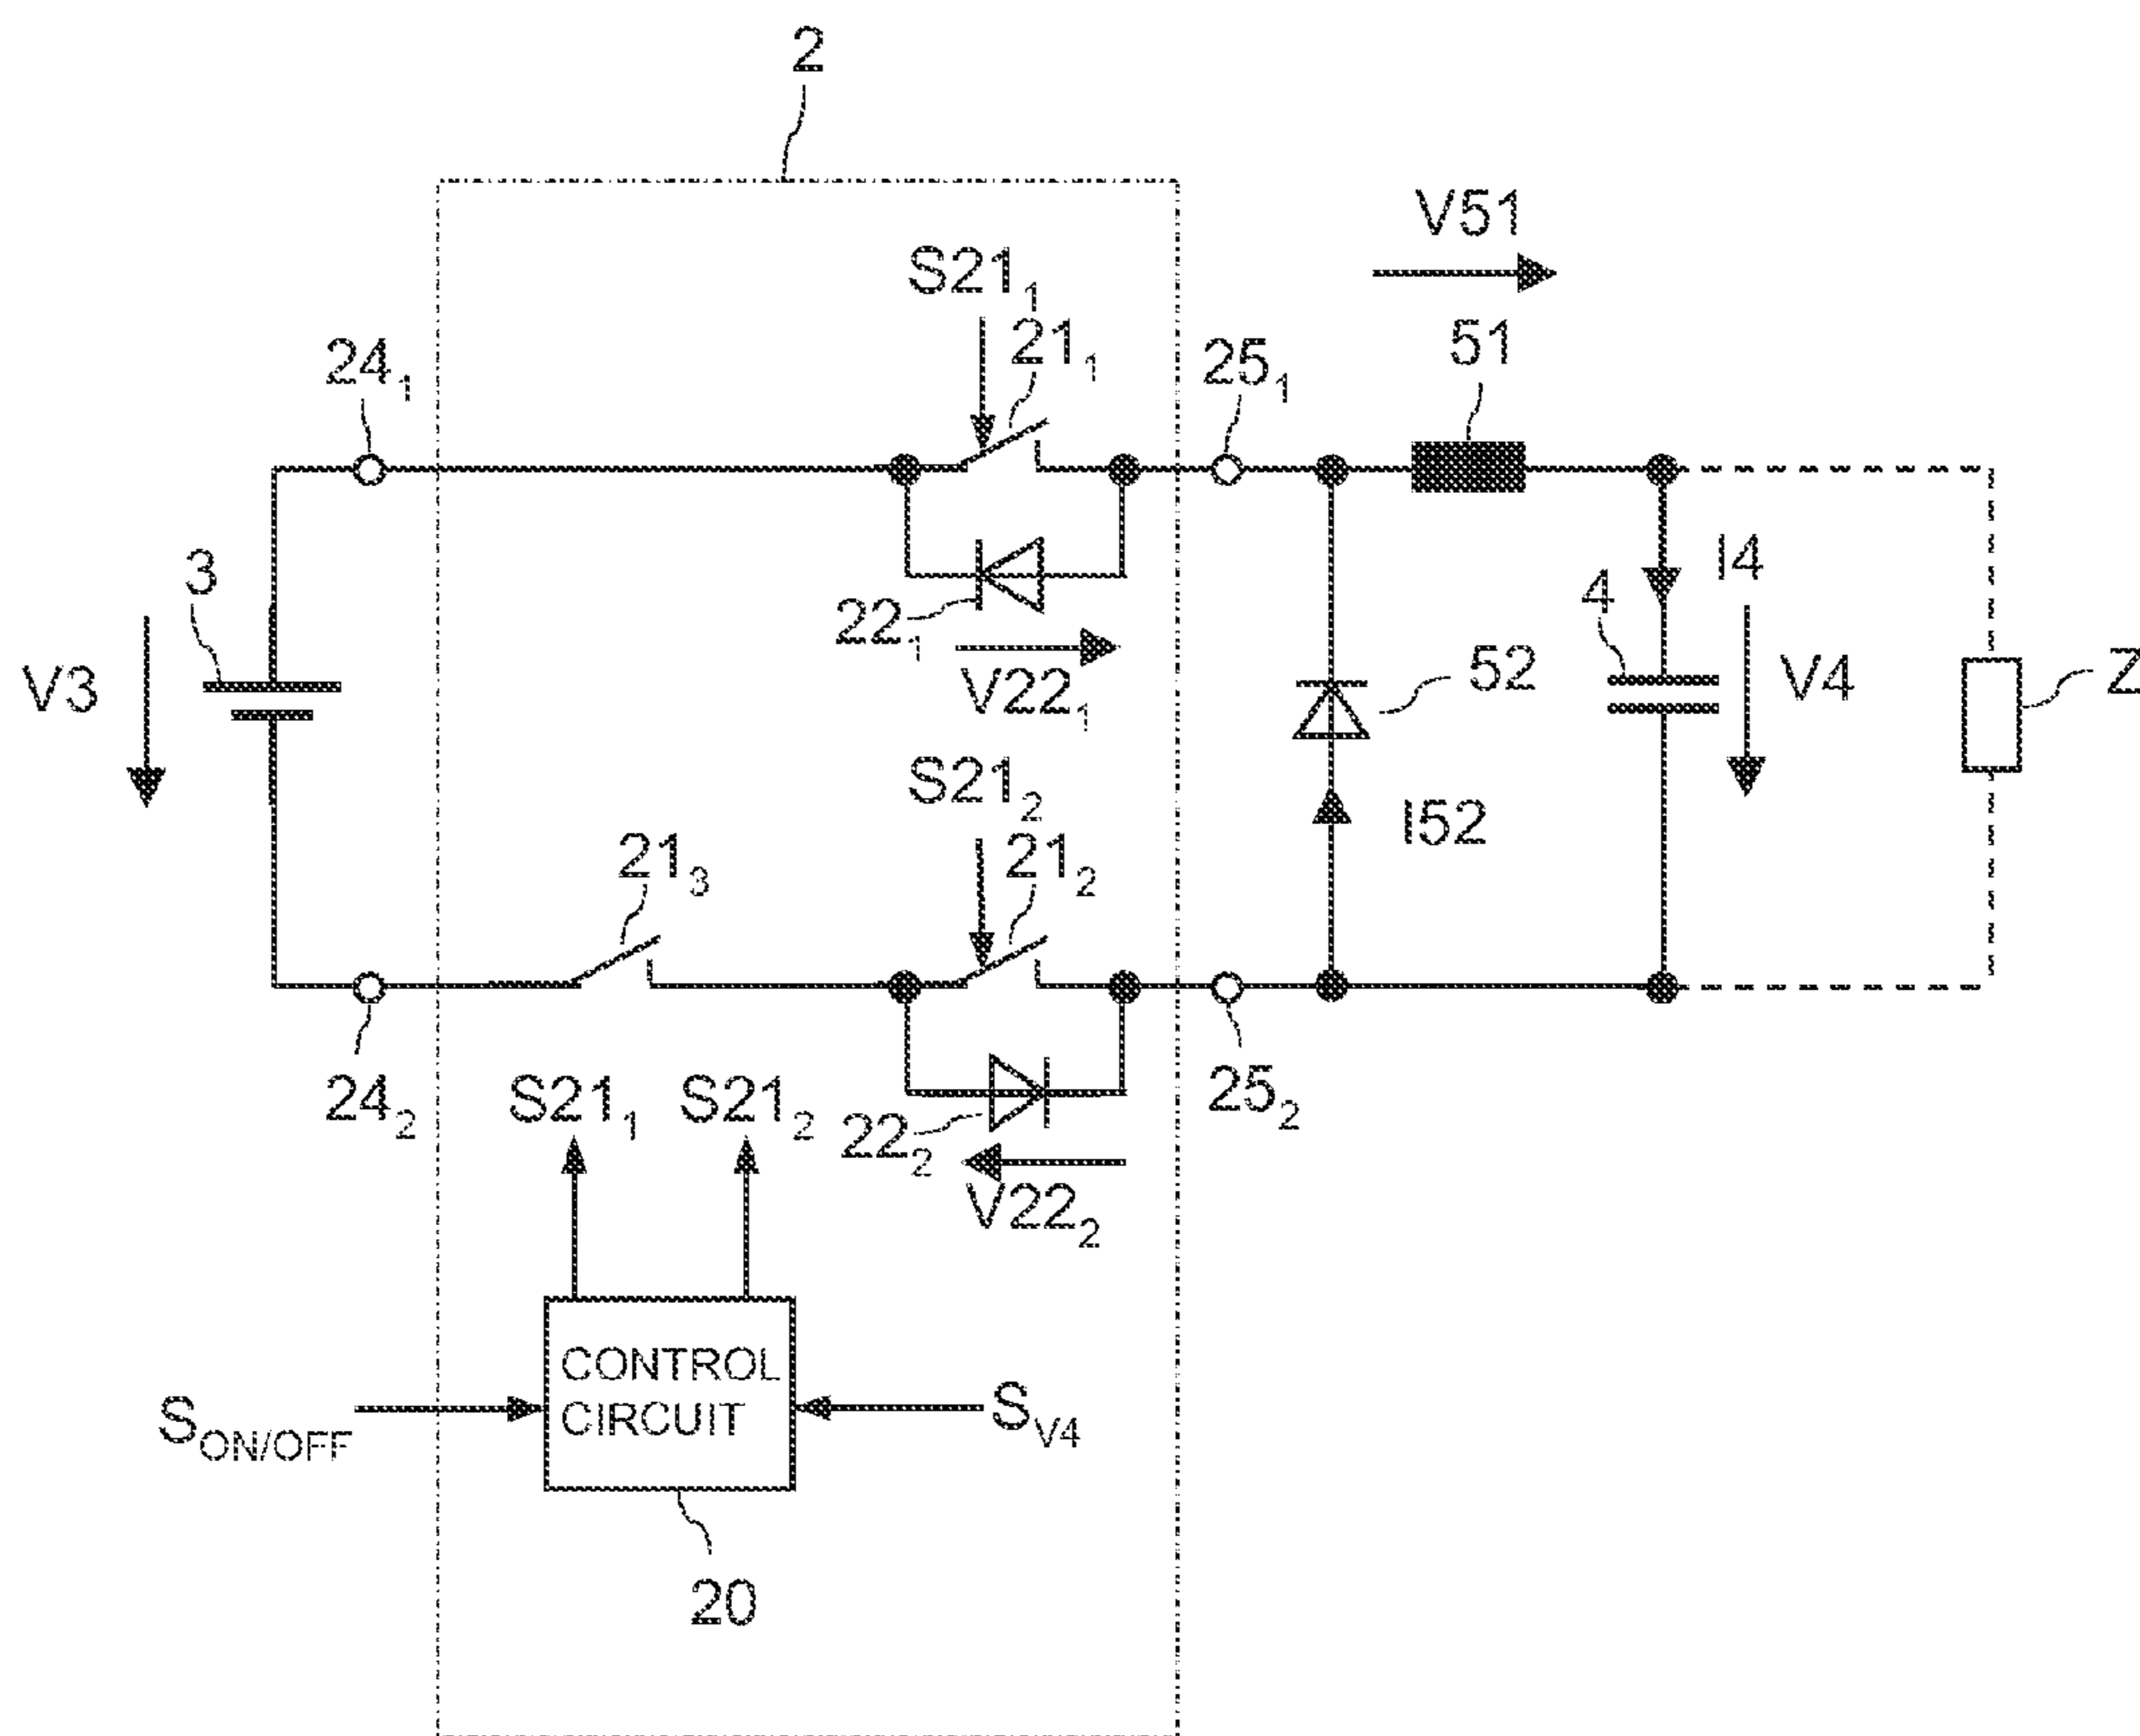 2
V51
S21₁
21₁
24₁
25₁
51
3
I4
4
22₁
V3
V22₁
52
V4
Z
S21₂
I52
21₃
21₂
24₂
S21₁
S21₂
22₂
25₂
V22₂
CONTROL
CIRCUIT
S_ON/OFF
S_V4
20